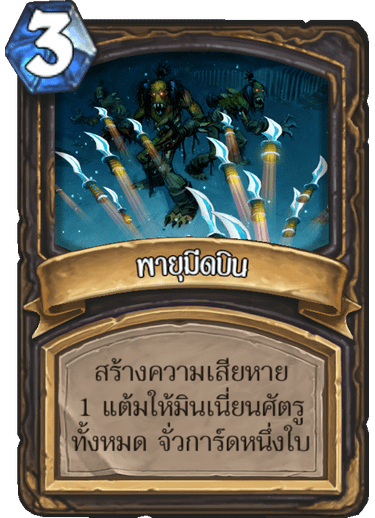 3
พายุมีดบิน
สร้างความเสียหาย
1 แต้มให้มินเนี่ยนศัตรู
ทั้งหมด จั่วการ์ดหนึ่งใบ